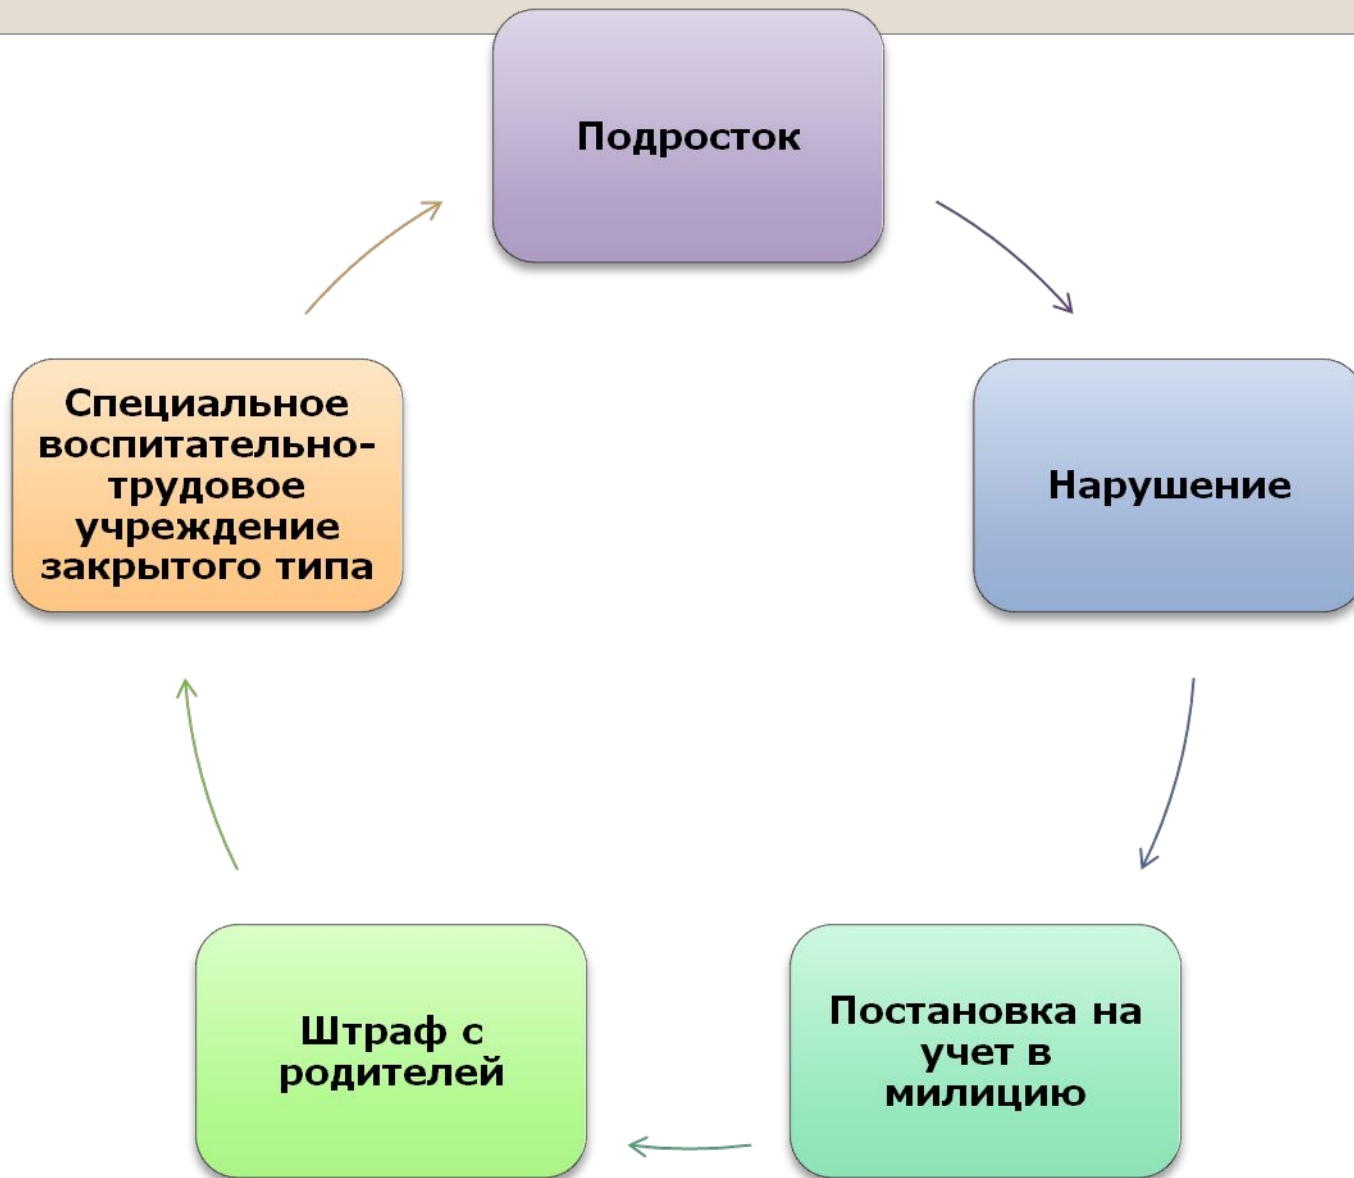 Подросток
Нарушение
Постановка на
учет в
милицию
Штраф с
родителей
Специальное
воспитательно-
трудовое
учреждение
закрытого типа